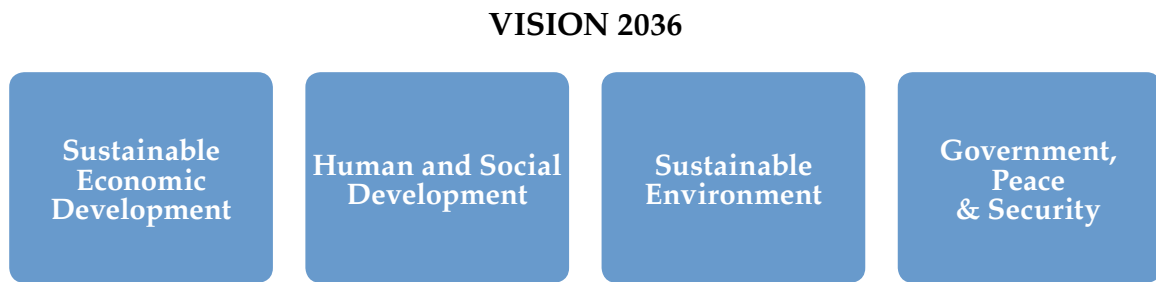 VISION 2036
Sustainable
Economic
Development
Human and Social
Development
Sustainable
Environment
Government,
Peace
& Security